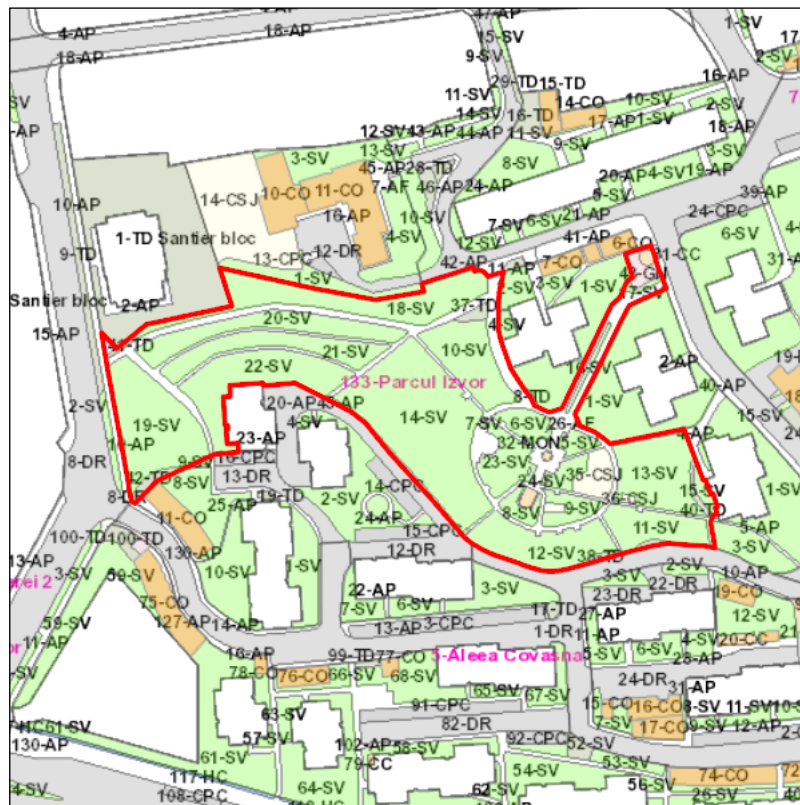 4-AP
18-AP
18-AP
47-AP
15-SV
9-SV
1-SV
2-SV
16-AP
29-TD
15-TD
11-SV
14-CO
10-SV
2-SV
14-SV
16-TD
17-AP
1-SV
18-AP
12-SV
43-AP
44-AP
11-SV
13-SV
9-SV
3-SV
3-SV
45-AP
28-TD
8-SV
20-AP
4-SV
19-AP
14-CSJ
10-CO
11-CO
46-AP
24-AP
5-SV
39-AP
10-AP
16-AP
10-SV
7-SV
6-SV
21-AP
24-CPC
1-TD
Santier bloc
4-SV
12-SV
41-AP
6-CO
6-SV
9-TD
12-DR
42-AP
11-AP
7-CO
31-CC
13-CPC
1-SV
3-SV
1-SV
17-SV
Santier bloc
2-AP
18-SV
37-TD
15-AP
20-SV
4-SV
41-TD
21-SV
10-SV
2-AP
22-SV
133-Parcul Izvor
40-AP
2-SV
8-TD
1-SV
15-SV
20-AP
14-SV
19-SV
4-SV
7-SV
6-SV
23-AP
32-MON
5-SV
8-DR
9-SV
16-CPC
23-SV
13-DR
35-CSJ
13-SV
8-SV
14-CPC
24-SV
15-SV
1-SV
19-TD
2-SV
36-CSJ
40-TD
25-AP
24-AP
8-SV
9-SV
11-SV
5-AP
11-CO
15-CPC
100-TD
100-TD
130-AP
12-DR
12-SV
38-TD
3-SV
13-AP
3-SV
59-SV
10-SV
1-SV
3-SV
10-AP
22-AP
3-SV
22-DR
23-DR
19-CO
75-CO
7-SV
6-SV
17-TD
27-AP
12-SV
59-SV
127-AP
14-AP
13-AP
3-CPC
1-DR
11-AP
4-SV
20-CC
11-AP
16-AP
99-TD
77-CO
5-Aleea Covasna
5-SV
6-SV
28-AP
78-CO
76-CO
66-SV
68-SV
24-DR
31-AP
65-SV
67-SV
15-CO
16-CO
8-SV
11-SV
63-SV
91-CPC
7-SV
17-CO
9-SV
12-AP
61-SV
82-DR
130-AP
57-SV
102-AP
58-SV
92-CPC
52-SV
61-SV
79-CC
53-SV
117-HC
54-SV
74-CO
64-SV
62-SV
56-SV
108-CPC
26-SV